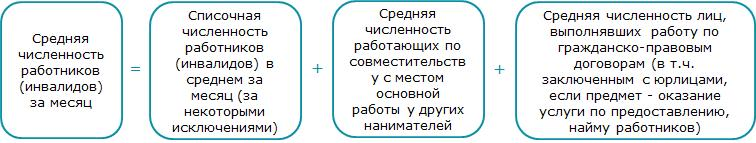 Средняя
численность
работников
(инвалидов)
за месяц
=
Списочная
численность
работников
(инвалидов) в
среднем за
месяц (за
некоторыми
исключениями)
+
Средняя
численность
работающих по
совместительств
у с местом
основной
работы у других
нанимателей
+
Средняя численность лиц,
выполнявших работу по
гражданско-правовым
договорам (в т.ч.
заключенным с юрлицами,
если предмет - оказание
услуги по предоставлению,
найму работников)